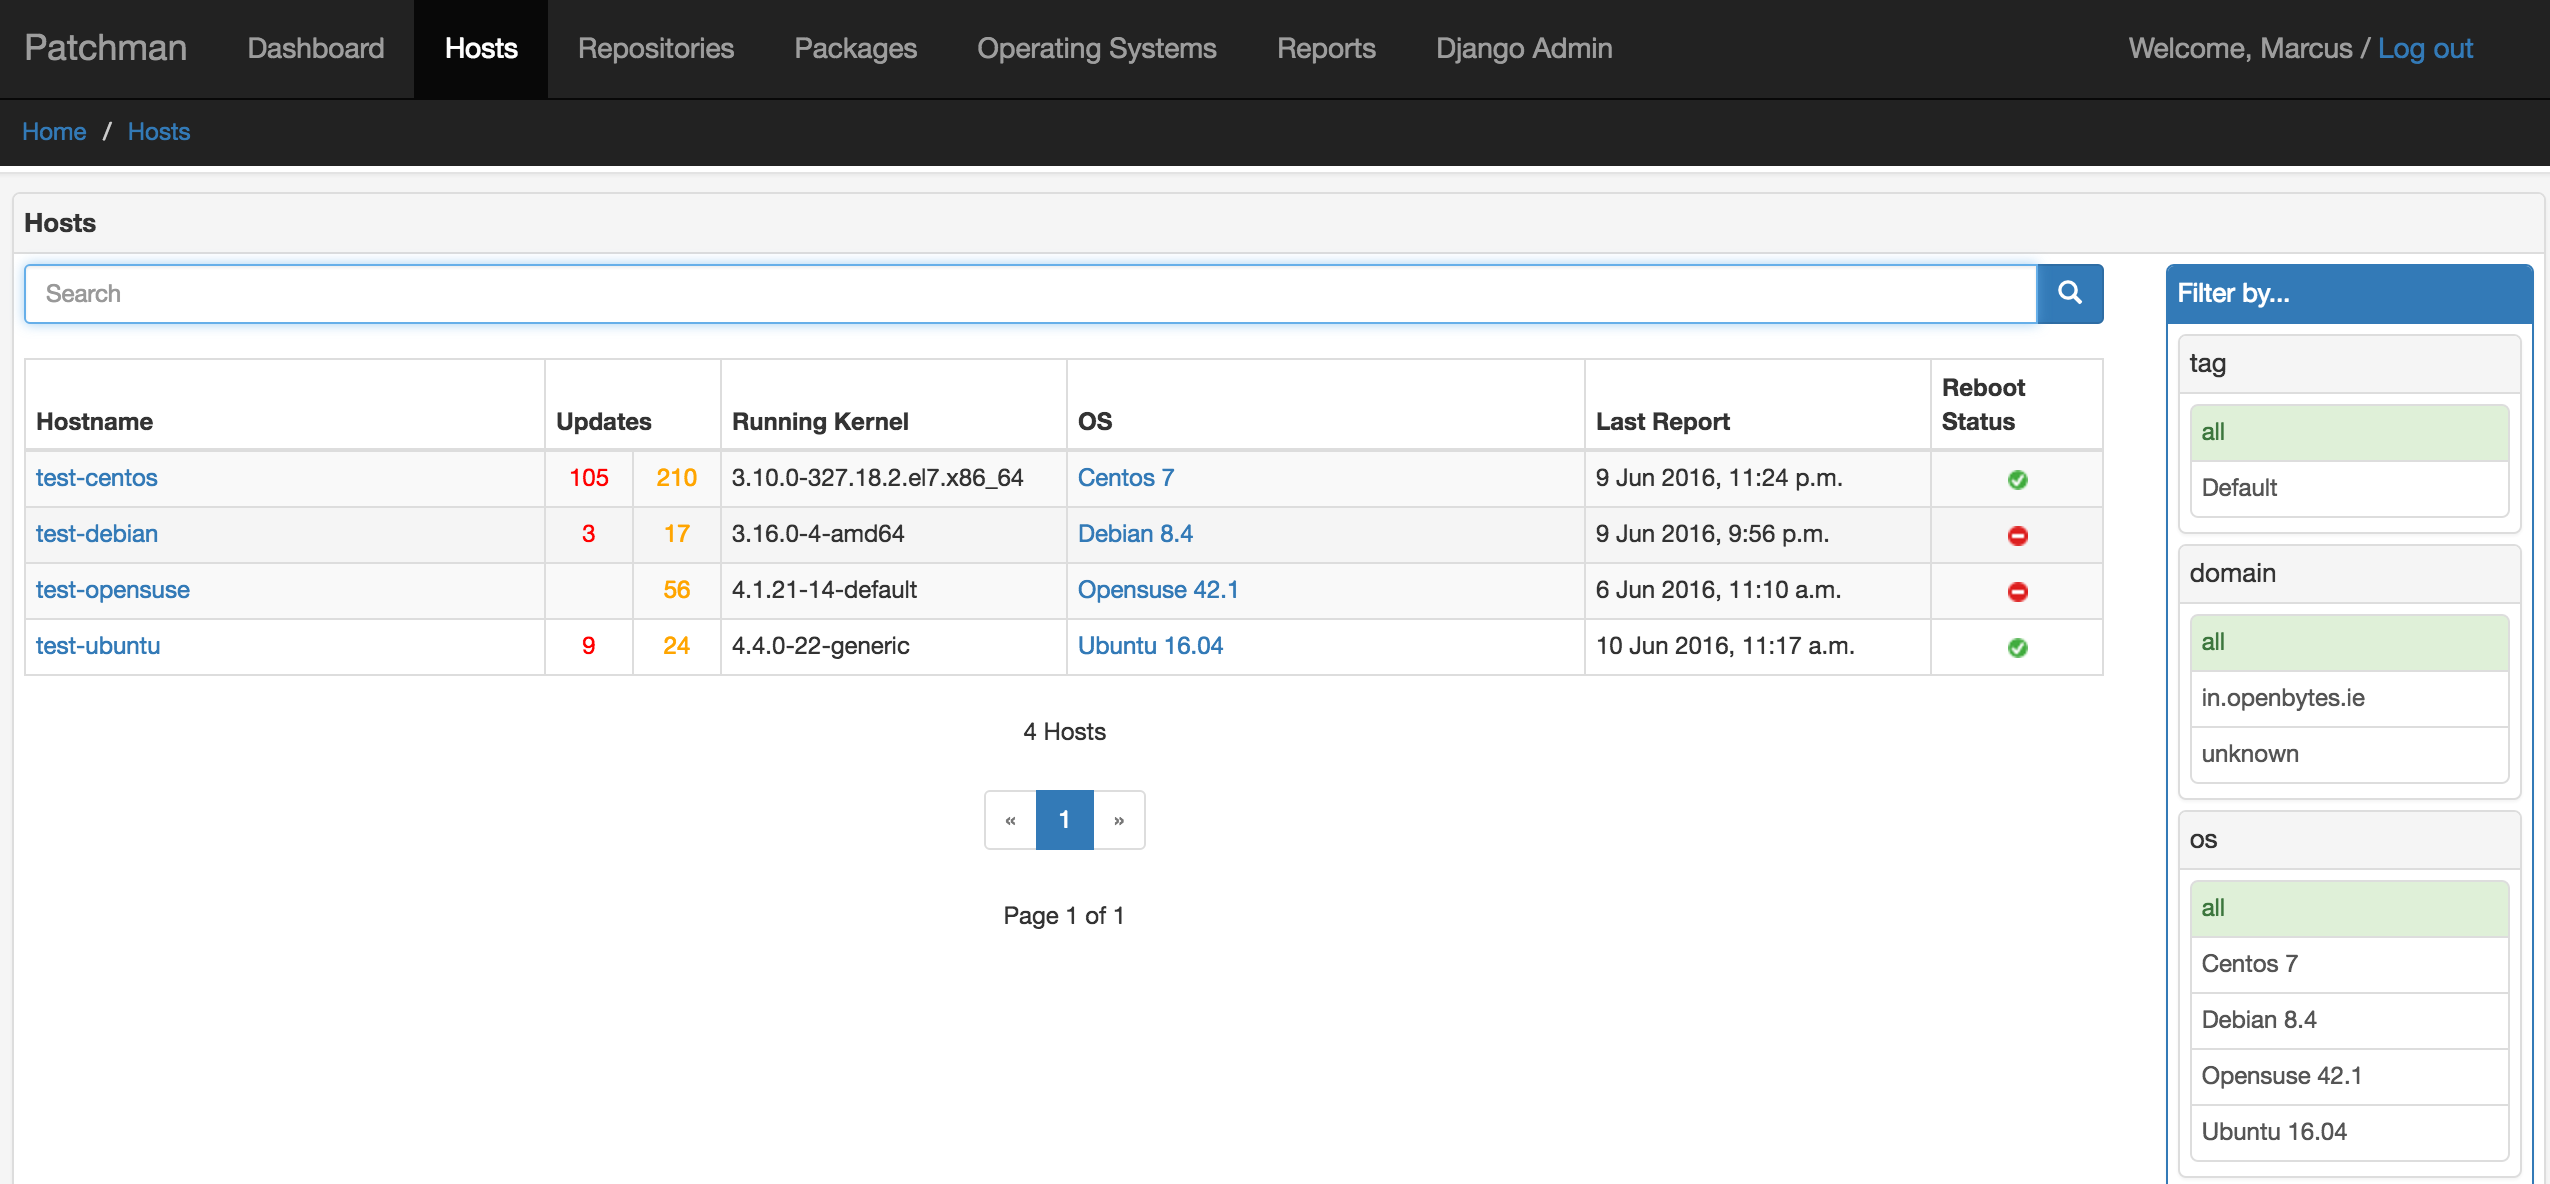 Patchman Dashboard Hosts Repositories Packages Operating Systems Reports Django Admin Welcome, Marcus / Log out
Home / Hosts
Hosts
Search
Hostname Updates Running Kernel OS Last Report Reboot Status
test-centos 105 210 3.10.0-327.18.2.el7.x86_64 Centos 7 9 Jun 2016, 11:24 p.m.
test-debian 3 17 3.16.0-4-amd64 Debian 8.4 9 Jun 2016, 9:56 p.m.
test-opensuse 56 4.1.21-14-default Opensuse 42.1 6 Jun 2016, 11:10 a.m.
test-ubuntu 9 24 4.4.0-22-generic Ubuntu 16.04 10 Jun 2016, 11:17 a.m.
4 Hosts
« 1 »
Page 1 of 1
Filter by...
tag
all
Default
domain
all
in.openbytes.ie
unknown
os
all
Centos 7
Debian 8.4
Opensuse 42.1
Ubuntu 16.04